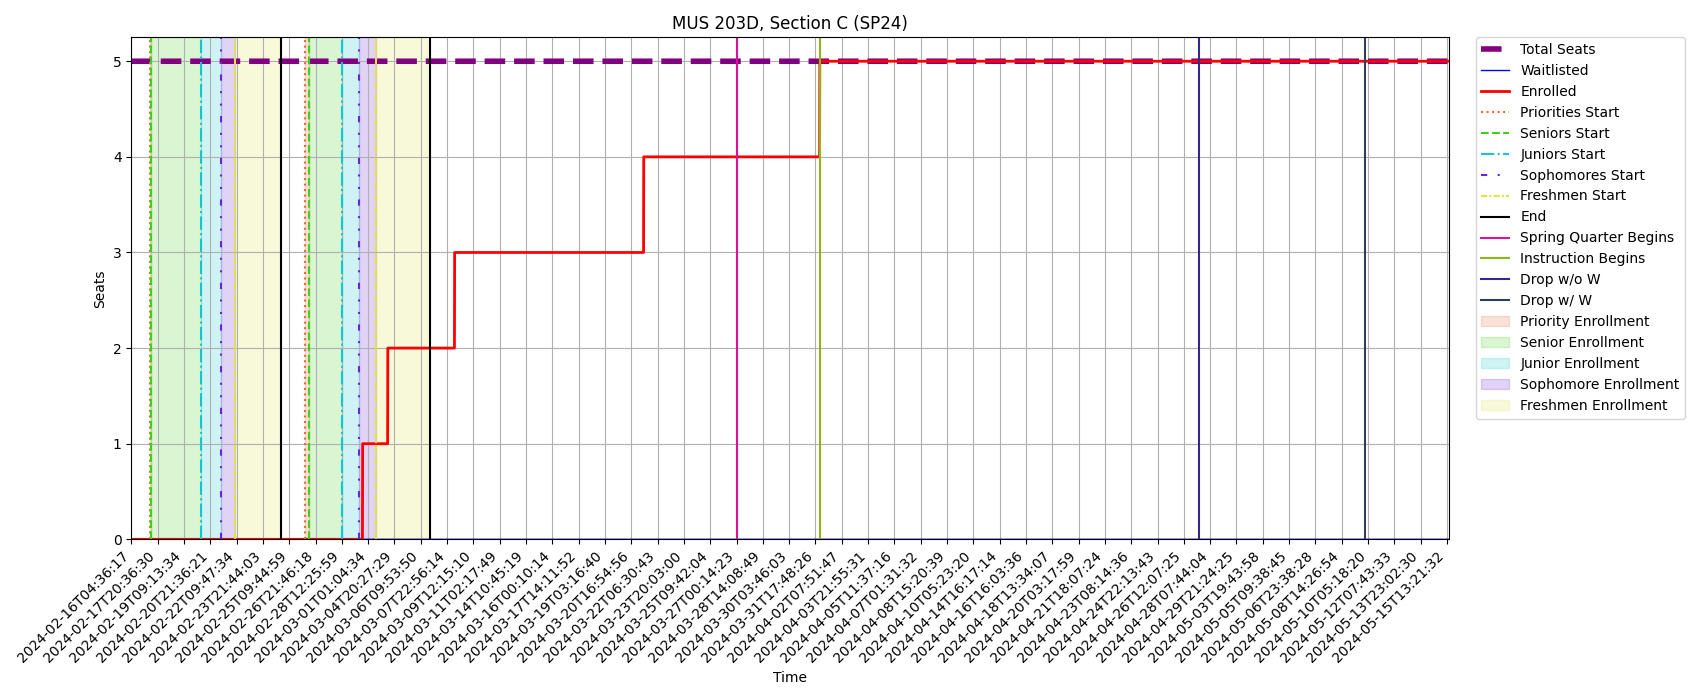 MUS 203D, Section C (SP24)
Seats
5
4
3
2
1
0
2024-02-16T04:36:17
2024-02-17T20:36:30
2024-02-19T09:13:34
2024-02-20T21:36:21
2024-02-22T09:47:34
2024-02-23T21:44:03
2024-02-25T09:44:59
2024-02-26T21:46:18
2024-02-28T12:25:59
2024-03-01T01:04:34
2024-03-04T20:27:29
2024-03-06T09:53:50
2024-03-07T22:56:14
2024-03-09T12:15:10
2024-03-11T02:17:49
2024-03-14T10:45:19
2024-03-16T00:10:14
2024-03-17T14:11:52
2024-03-19T03:16:40
2024-03-20T16:54:56
2024-03-22T06:30:43
2024-03-23T20:03:00
2024-03-25T09:42:04
2024-03-27T00:14:23
2024-03-28T14:08:49
2024-03-30T03:46:03
2024-03-31T17:48:26
2024-04-02T07:51:47
2024-04-03T21:55:31
2024-04-05T11:37:16
2024-04-07T01:31:32
2024-04-08T15:20:39
2024-04-10T05:23:20
2024-04-14T16:17:14
2024-04-16T16:03:36
2024-04-18T13:34:07
2024-04-20T03:17:59
2024-04-21T18:07:24
2024-04-23T08:14:36
2024-04-24T22:13:43
2024-04-26T12:07:25
2024-04-28T07:44:04
2024-04-29T21:24:25
2024-05-03T19:43:58
2024-05-05T09:38:45
2024-05-06T23:38:28
2024-05-08T14:26:54
2024-05-10T05:18:20
2024-05-12T07:43:33
2024-05-13T23:02:30
2024-05-15T13:21:32
Time
Total Seats
Waitlisted
Enrolled
Priorities Start
Seniors Start
Juniors Start
Sophomores Start
Freshmen Start
End
Spring Quarter Begins
Instruction Begins
Drop w/o W
Drop w/ W
Priority Enrollment
Senior Enrollment
Junior Enrollment
Sophomore Enrollment
Freshmen Enrollment